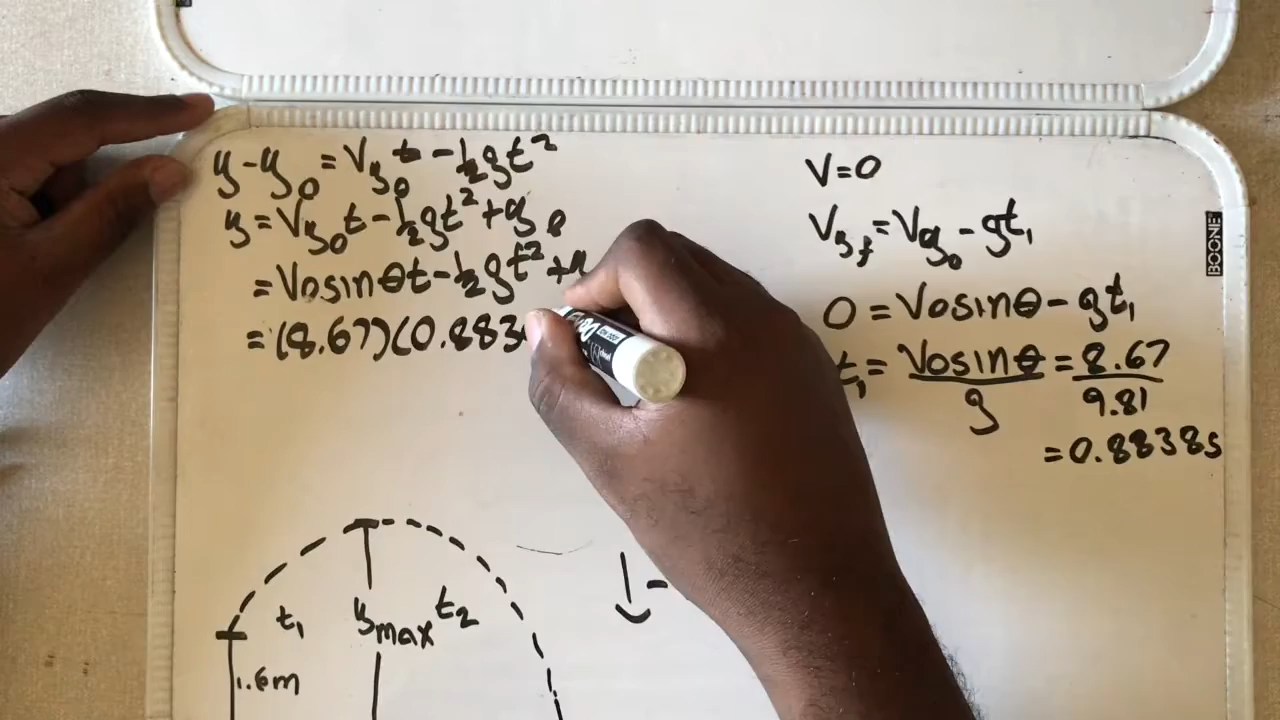 y-y₀ = Vy₀t - ½gt²
y = Vy₀t - ½gt² + y₀
= V₀sinθt - ½gt² + y
= (8.67)(0.883
V=0
Vyf = Vy₀ - gt₁
0 = V₀sinθ - gt₁
t₁ = V₀sinθ/g = 8.67/9.81
= 0.8838s
BOONE
t₁
ymax
t₂
1.6m
-